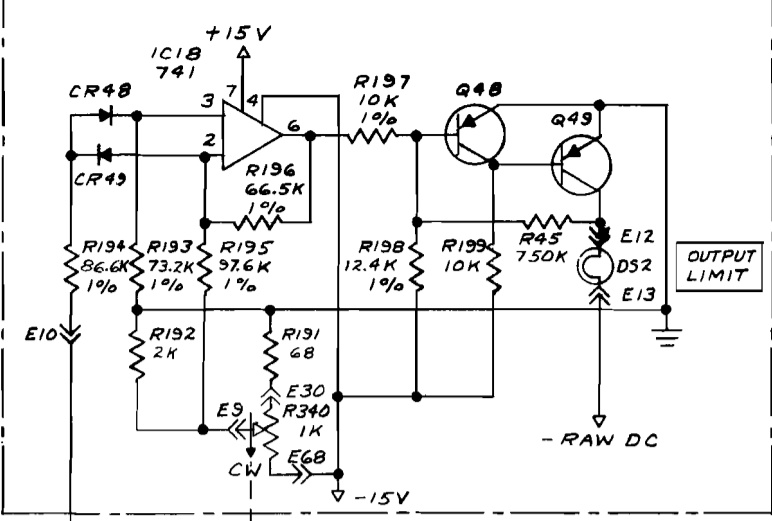 +15V
IC18
741
CR48
CR49
3
7
4
2
6
R197
10K
1%
Q48
Q49
R196
66.5K
1%
R194
86.6K
1%
R193
73.2K
1%
R195
97.6K
1%
R198
12.4K
1%
R199
10K
R45
750K
E12
DS2
E13
OUTPUT
LIMIT
E10
R192
2K
R191
68
E30
R340
1K
E9
E68
CW
-15V
-RAW DC